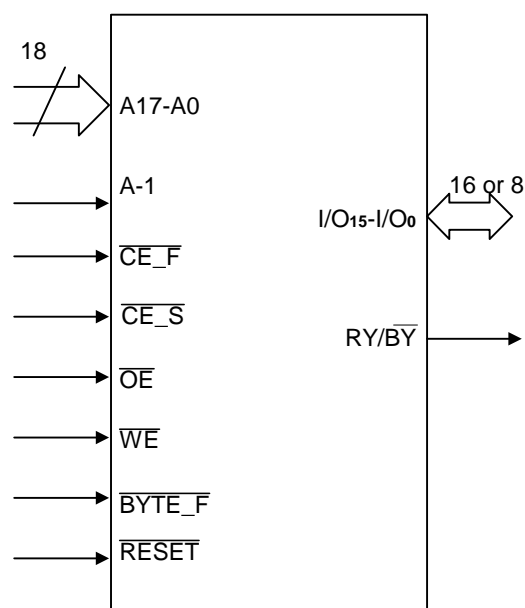 18
A17-A0
A-1
16 or 8
I/O15-I/O0
CE_F
CE_S
RY/BY
OE
WE
BYTE_F
RESET